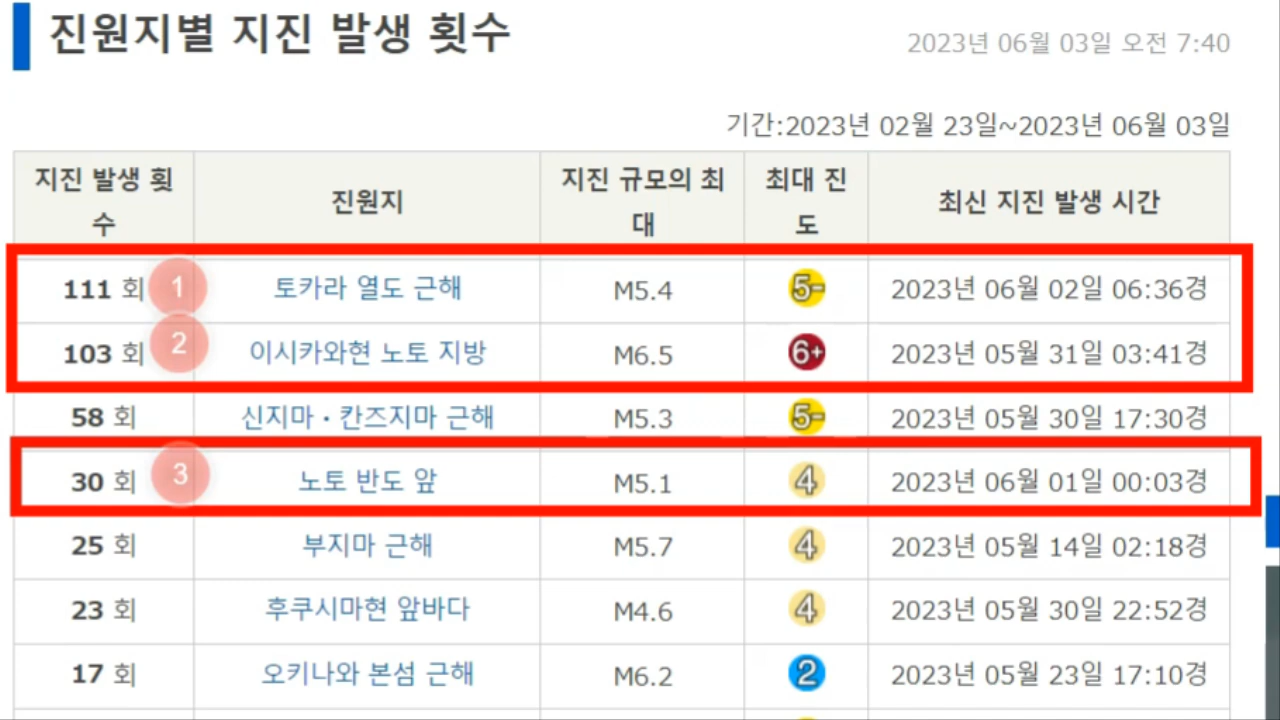 진원지별 지진 발생 횟수
2023년 06월 03일 오전 7:40
기간:2023년 02월 23일~2023년 06월 03일
지진 발생 횟수 진원지 지진 규모의 최대 최대 진도 최신 지진 발생 시간
111 회 1 토카라 열도 근해 M5.4 5- 2023년 06월 02일 06:36경
103 회 2 이시카와현 노토 지방 M6.5 6+ 2023년 05월 31일 03:41경
58 회 신지마・칸즈지마 근해 M5.3 5- 2023년 05월 30일 17:30경
30 회 3 노토 반도 앞 M5.1 4 2023년 06월 01일 00:03경
25 회 부지마 근해 M5.7 4 2023년 05월 14일 02:18경
23 회 후쿠시마현 앞바다 M4.6 4 2023년 05월 30일 22:52경
17 회 오키나와 본섬 근해 M6.2 2 2023년 05월 23일 17:10경